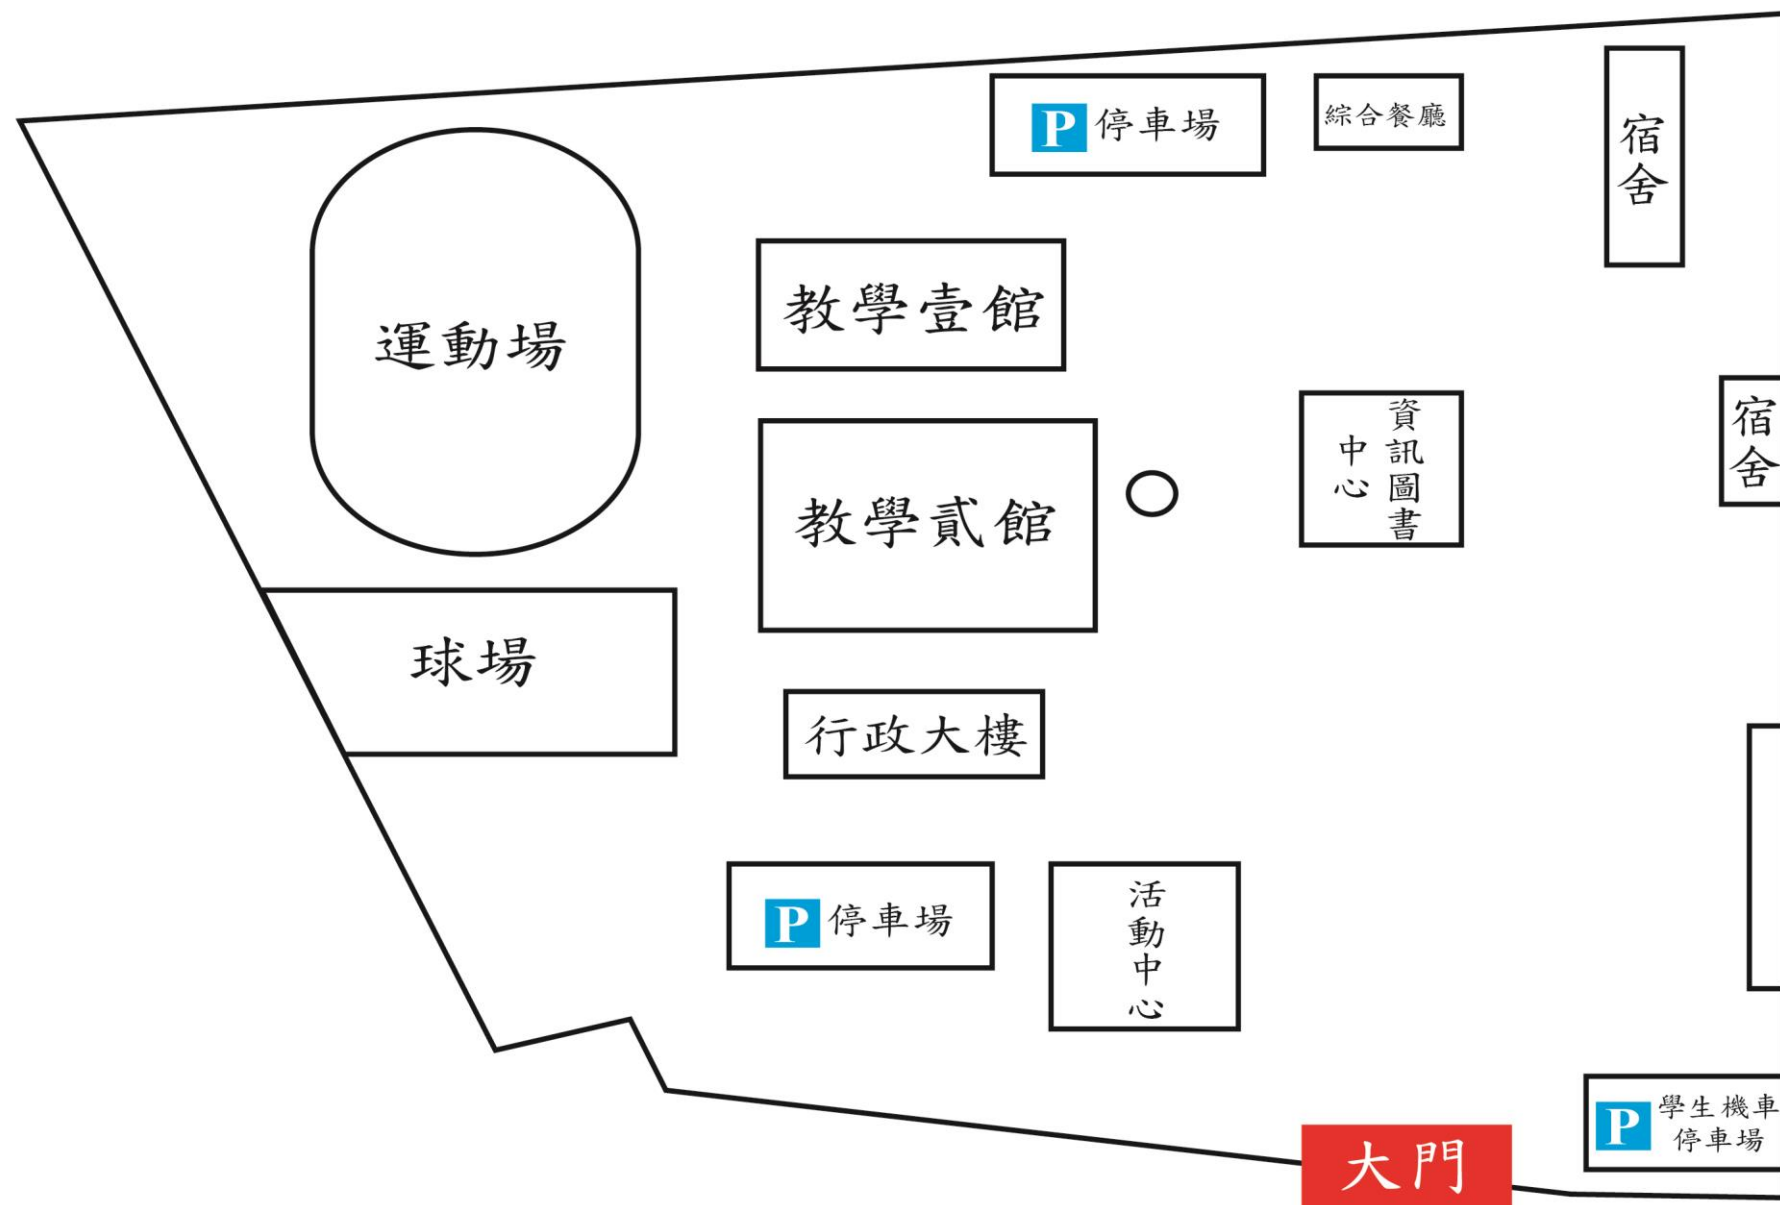 P 停車場
綜合餐廳
宿舍
教學壹館
運動場
資訊圖書
中心
宿舍
教學貳館
球場
行政大樓
P 停車場
活動中心
P 學生機車
停車場
大門